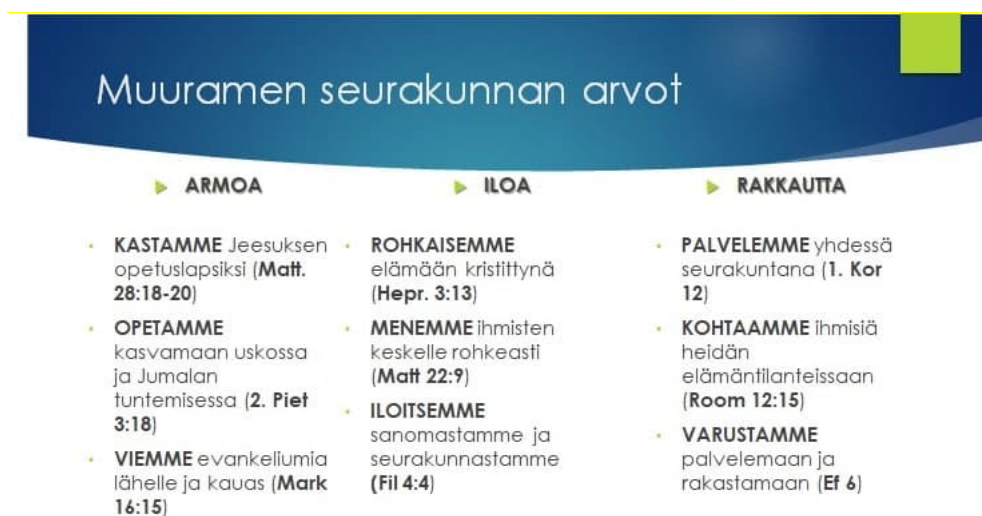 Muuramen seurakunnan arvot
ARMOA
KASTAMME Jeesuksen
opetuslapsiksi (Matt.
28:18-20)
OPETAMME
kasvamaan uskossa
ja Jumalan
tuntemisessa (2. Piet
3:18)
VIEMME evankeliumia
lähelle ja kauas (Mark
16:15)
ILOA
ROHKAISEMME
elämään kristittynä
(Hepr. 3:13)
MENEMME ihmisten
keskelle rohkeasti
(Matt 22:9)
ILOITSEMME
sanomastamme ja
seurakunnastamme
(Fil 4:4)
RAKKAUTTA
PALVELEMME yhdessä
seurakuntana (1. Kor
12)
KOHTAAMME ihmisiä
heidän
elämäntilanteissaan
(Room 12:15)
VARUSTAMME
palvelemaan ja
rakastamaan (Ef 6)